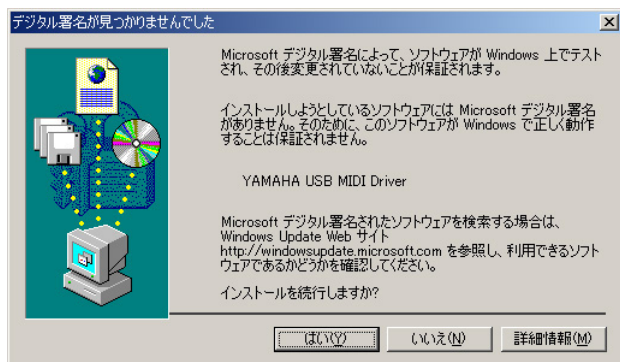 デジタル署名が見つかりませんでした
Microsoft デジタル署名によって、ソフトウェアが Windows 上でテスト
され、その後変更されていないことが保証されます。
インストールしようとしているソフトウェアには Microsoft デジタル署名
がありません。そのために、このソフトウェアが Windows で正しく動作
することは保証されません。
YAMAHA USB MIDI Driver
Microsoft デジタル署名されたソフトウェアを検索する場合は、
Windows Update Web サイト
http://windowsupdate.microsoft.com を参照し、利用できるソフト
ウェアであるかどうかを確認してください。
インストールを続行しますか?
はい(Y)
いいえ(N)
詳細情報(M)